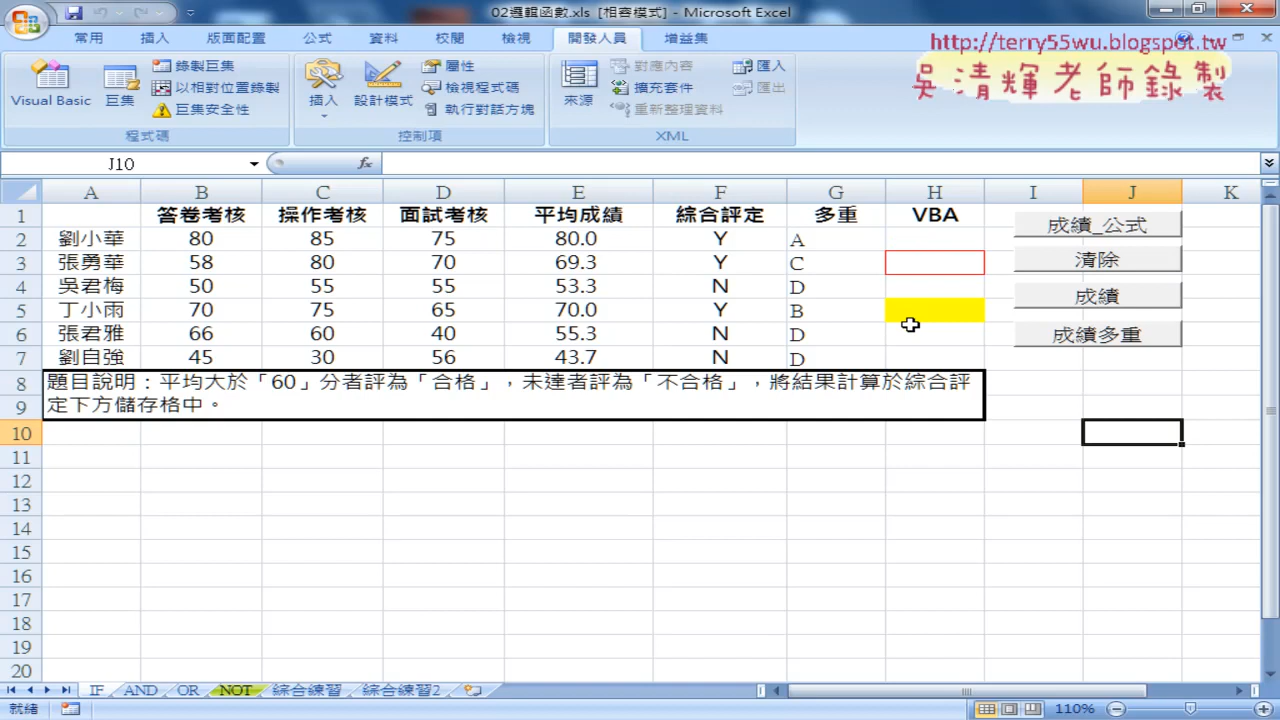 02邏輯函數.xls [相容模式] - Microsoft Excel
常用 插入 版面配置 公式 資料 校閱 檢視 開發人員 增益集
http://terry55wu.blogspot.tw
吳清輝老師錄製
Visual Basic 巨集 錄製巨集 以相對位置錄製 巨集安全性
插入 設計模式 屬性 檢視程式碼 執行對話方塊
來源 對應內容 擴充套件 重新整理資料 匯入 匯出
程式碼 控制項 XML
J10 fx
A B C D E F G H I J K
1 答卷考核 操作考核 面試考核 平均成績 綜合評定 多重 VBA
2 劉小華 80 85 75 80.0 Y A
3 張勇華 58 80 70 69.3 Y C
4 吳君梅 50 55 55 53.3 N D
5 丁小雨 70 75 65 70.0 Y B
6 張君雅 66 60 40 55.3 N D
7 劉自強 45 30 56 43.7 N D
成績_公式
清除
成績
成績多重
8 題目說明：平均大於「60」分者評為「合格」，未達者評為「不合格」，將結果計算於綜合評
9 定下方儲存格中。
10
11
12
13
14
15
16
17
18
19
20
IF AND OR NOT 綜合練習 綜合練習2
就緒 110%